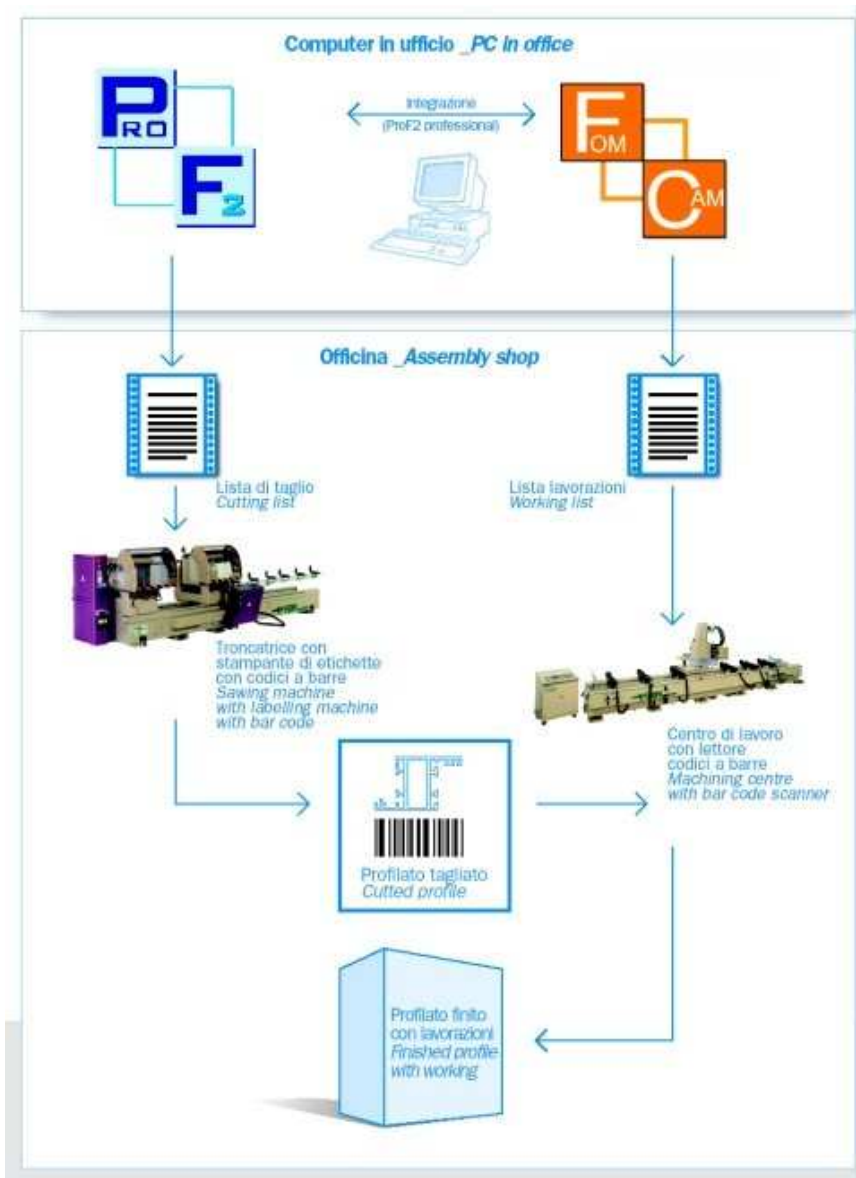 Computer in ufficio _PC in office
PRO
F2
Integrazione
(ProF2 professional)
FOM
CAM
Officina _Assembly shop
Lista di taglio
Cutting list
Lista lavorazioni
Working list
Troncatrice con
stampante di etichette
con codici a barre
Sawing machine
with labelling machine
with bar code
Centro di lavoro
con lettore
codici a barre
Machining centre
with bar code scanner
Profilato tagliato
Cutted profile
Profilato finito
con lavorazioni
Finished profile
with working